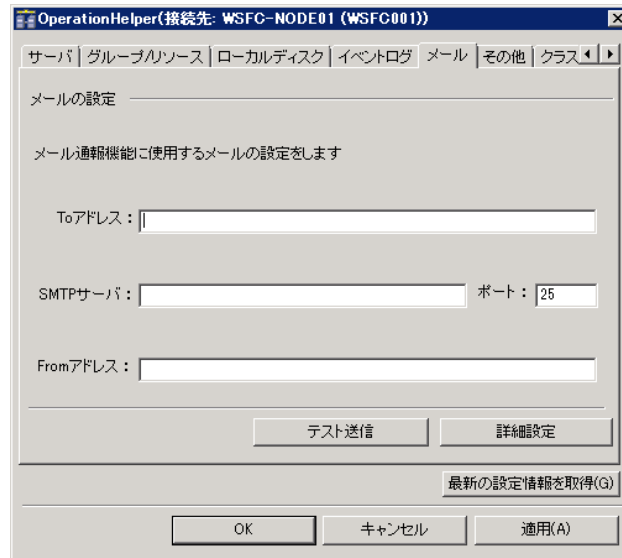 OperationHelper(接続先: WSFC-NODE01 (WSFC001))
サーバ グループ/リソース ローカルディスク イベントログ メール その他 クラス
メールの設定
メール通報機能に使用するメールの設定をします
Toアドレス：
SMTPサーバ： ポート： 25
Fromアドレス：
テスト送信 詳細設定
最新の設定情報を取得(G)
OK キャンセル 適用(A)